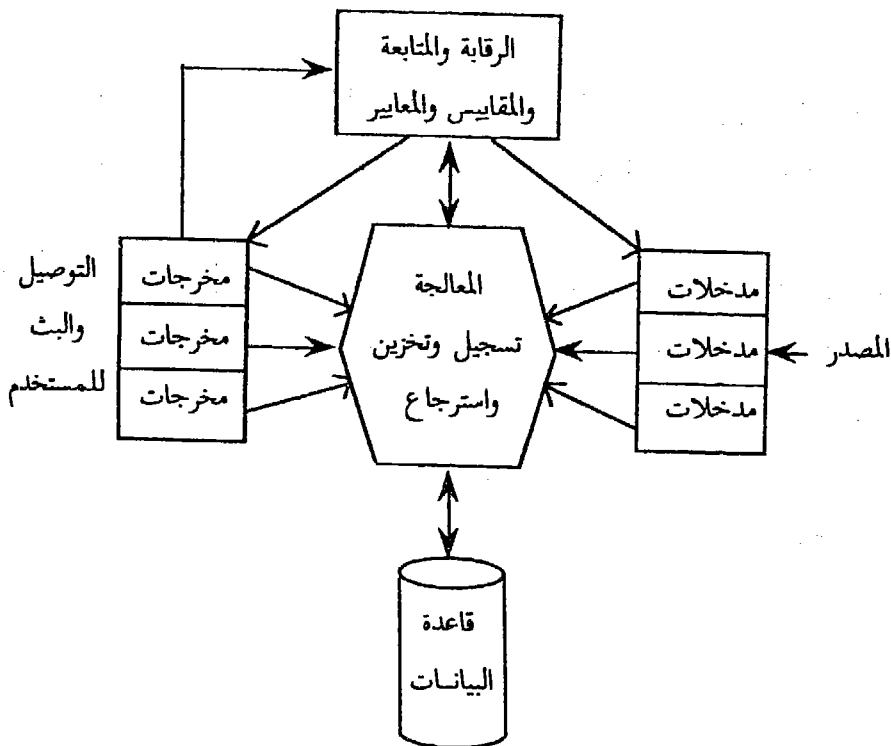 الرقابة والمتابعة
والمقاييس والمعايير
المصدر
مدخلات
مدخلات
مدخلات
المعالجة
تسجيل وتخزين
واسترجاع
مخرجات
مخرجات
مخرجات
التوصيل
والبث
للمستخدم
قاعدة
البيانات